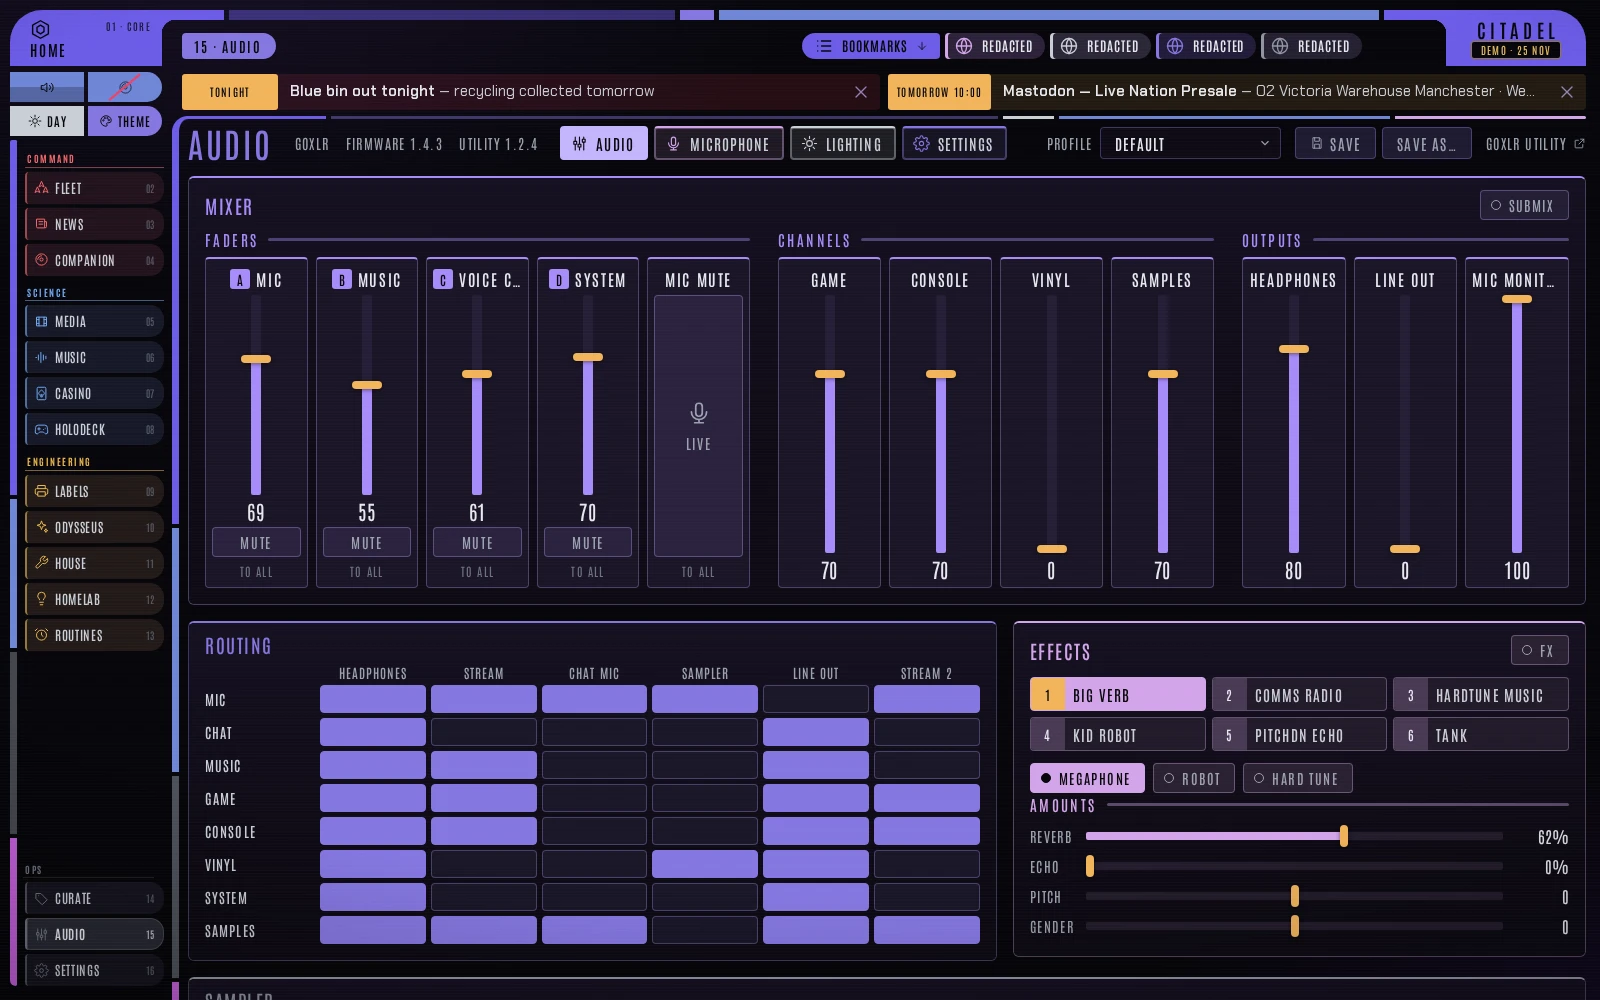 HOME
01 · CORE
DAY
THEME
COMMAND
FLEET 02
NEWS 03
COMPANION 04
SCIENCE
MEDIA 05
MUSIC 06
CASINO 07
HOLODECK 08
ENGINEERING
LABELS 09
ODYSSEUS 10
HOUSE 11
HOMELAB 12
ROUTINES 13
OPS
CURATE 14
AUDIO 15
SETTINGS 16
15 · AUDIO
BOOKMARKS ↓
REDACTED
REDACTED
REDACTED
REDACTED
CITADEL
DEMO · 25 NOV
TONIGHT
Blue bin out tonight — recycling collected tomorrow
TOMORROW 10:00
Mastodon — Live Nation Presale — O2 Victoria Warehouse Manchester · We…
AUDIO
GOXLR FIRMWARE 1.4.3 UTILITY 1.2.4
AUDIO
MICROPHONE
LIGHTING
SETTINGS
PROFILE
DEFAULT
SAVE
SAVE AS…
GOXLR UTILITY
MIXER
SUBMIX
FADERS
A MIC
69
MUTE
TO ALL
B MUSIC
55
MUTE
TO ALL
C VOICE C…
61
MUTE
TO ALL
D SYSTEM
70
MUTE
TO ALL
MIC MUTE
LIVE
TO ALL
CHANNELS
GAME
70
CONSOLE
70
VINYL
0
SAMPLES
70
OUTPUTS
HEADPHONES
80
LINE OUT
0
MIC MONIT…
100
ROUTING
HEADPHONES STREAM CHAT MIC SAMPLER LINE OUT STREAM 2
MIC
CHAT
MUSIC
GAME
CONSOLE
VINYL
SYSTEM
SAMPLES
EFFECTS
FX
1 BIG VERB
2 COMMS RADIO
3 HARDTUNE MUSIC
4 KID ROBOT
5 PITCHDN ECHO
6 TANK
MEGAPHONE
ROBOT
HARD TUNE
AMOUNTS
REVERB 62%
ECHO 0%
PITCH 0
GENDER 0
SAMPLER